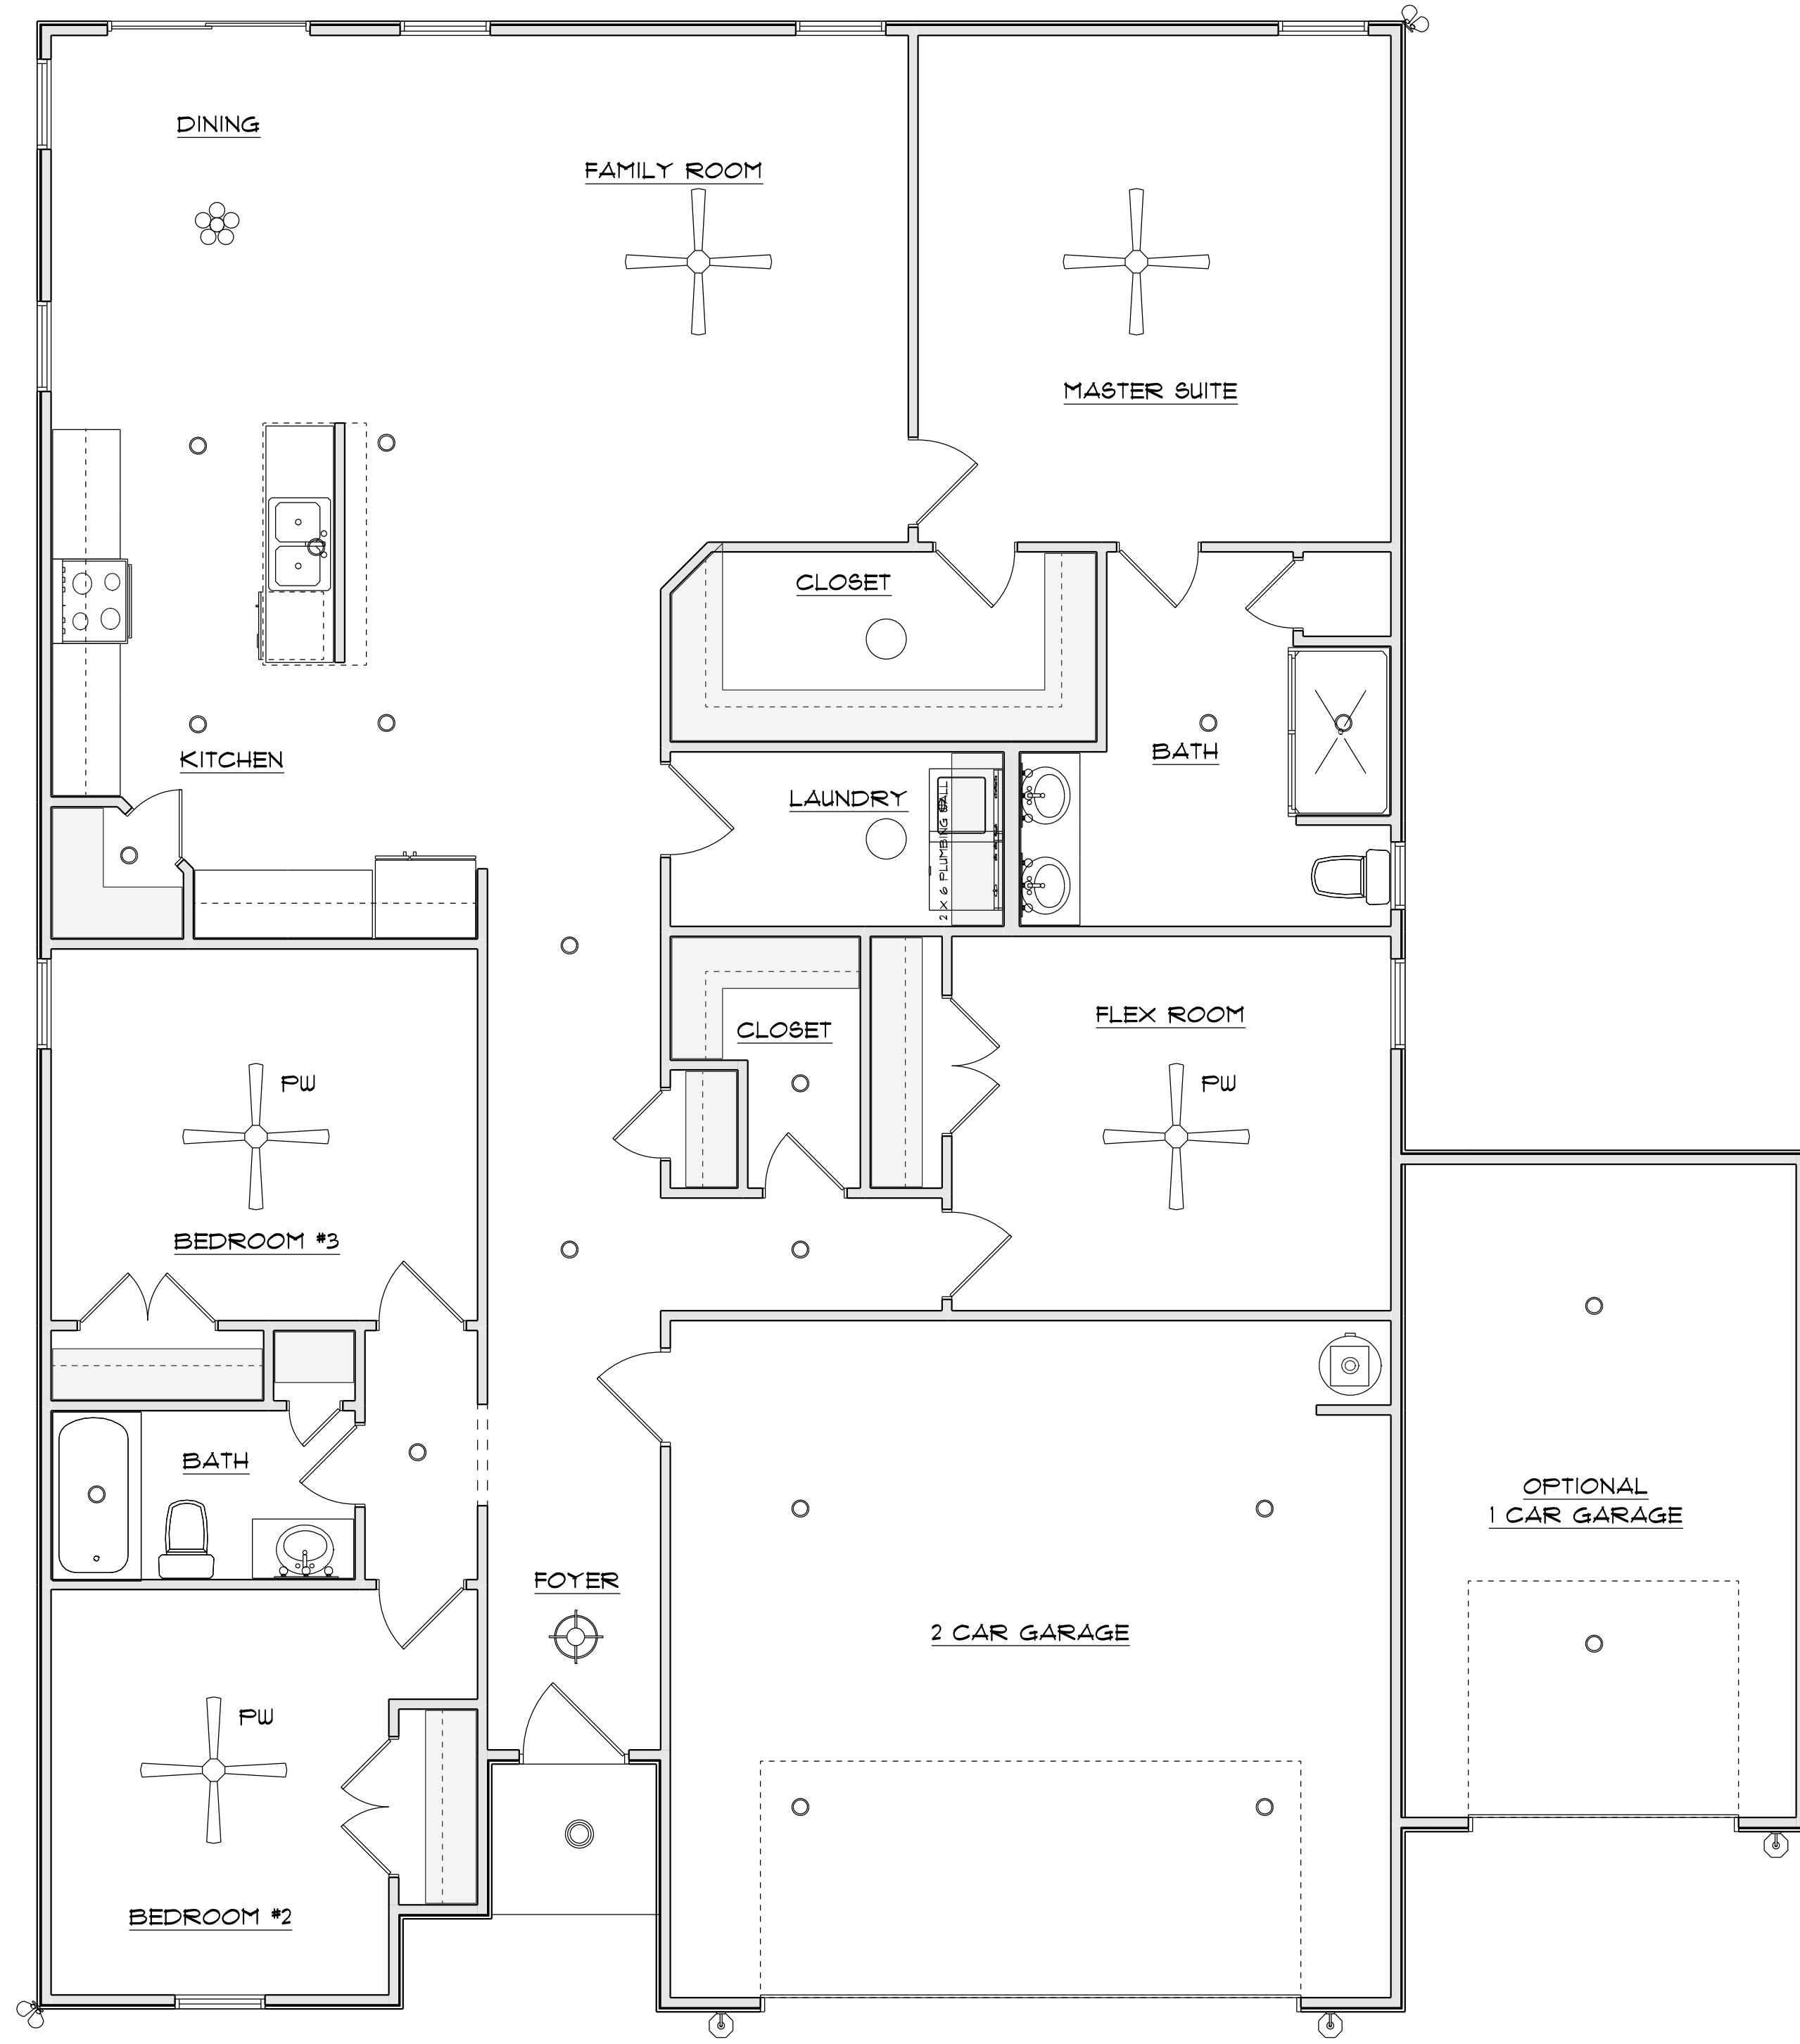 DINING
FAMILY ROOM
MASTER SUITE
CLOSET
KITCHEN
LAUNDRY
BATH
2 X 6 PLUMBING WALL
CLOSET
FLEX ROOM
PW
PW
BEDROOM #3
BATH
OPTIONAL
1 CAR GARAGE
FOYER
2 CAR GARAGE
PW
BEDROOM #2